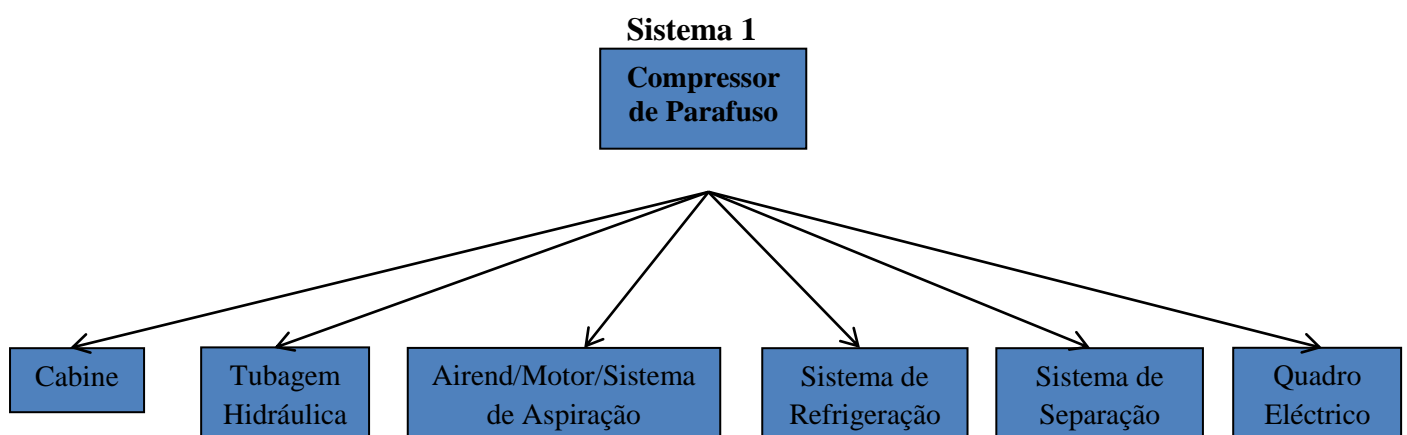 Sistema 1
Compressor
de Parafuso
Cabine
Tubagem
Hidráulica
Airend/Motor/Sistema
de Aspiração
Sistema de
Refrigeração
Sistema de
Separação
Quadro
Eléctrico